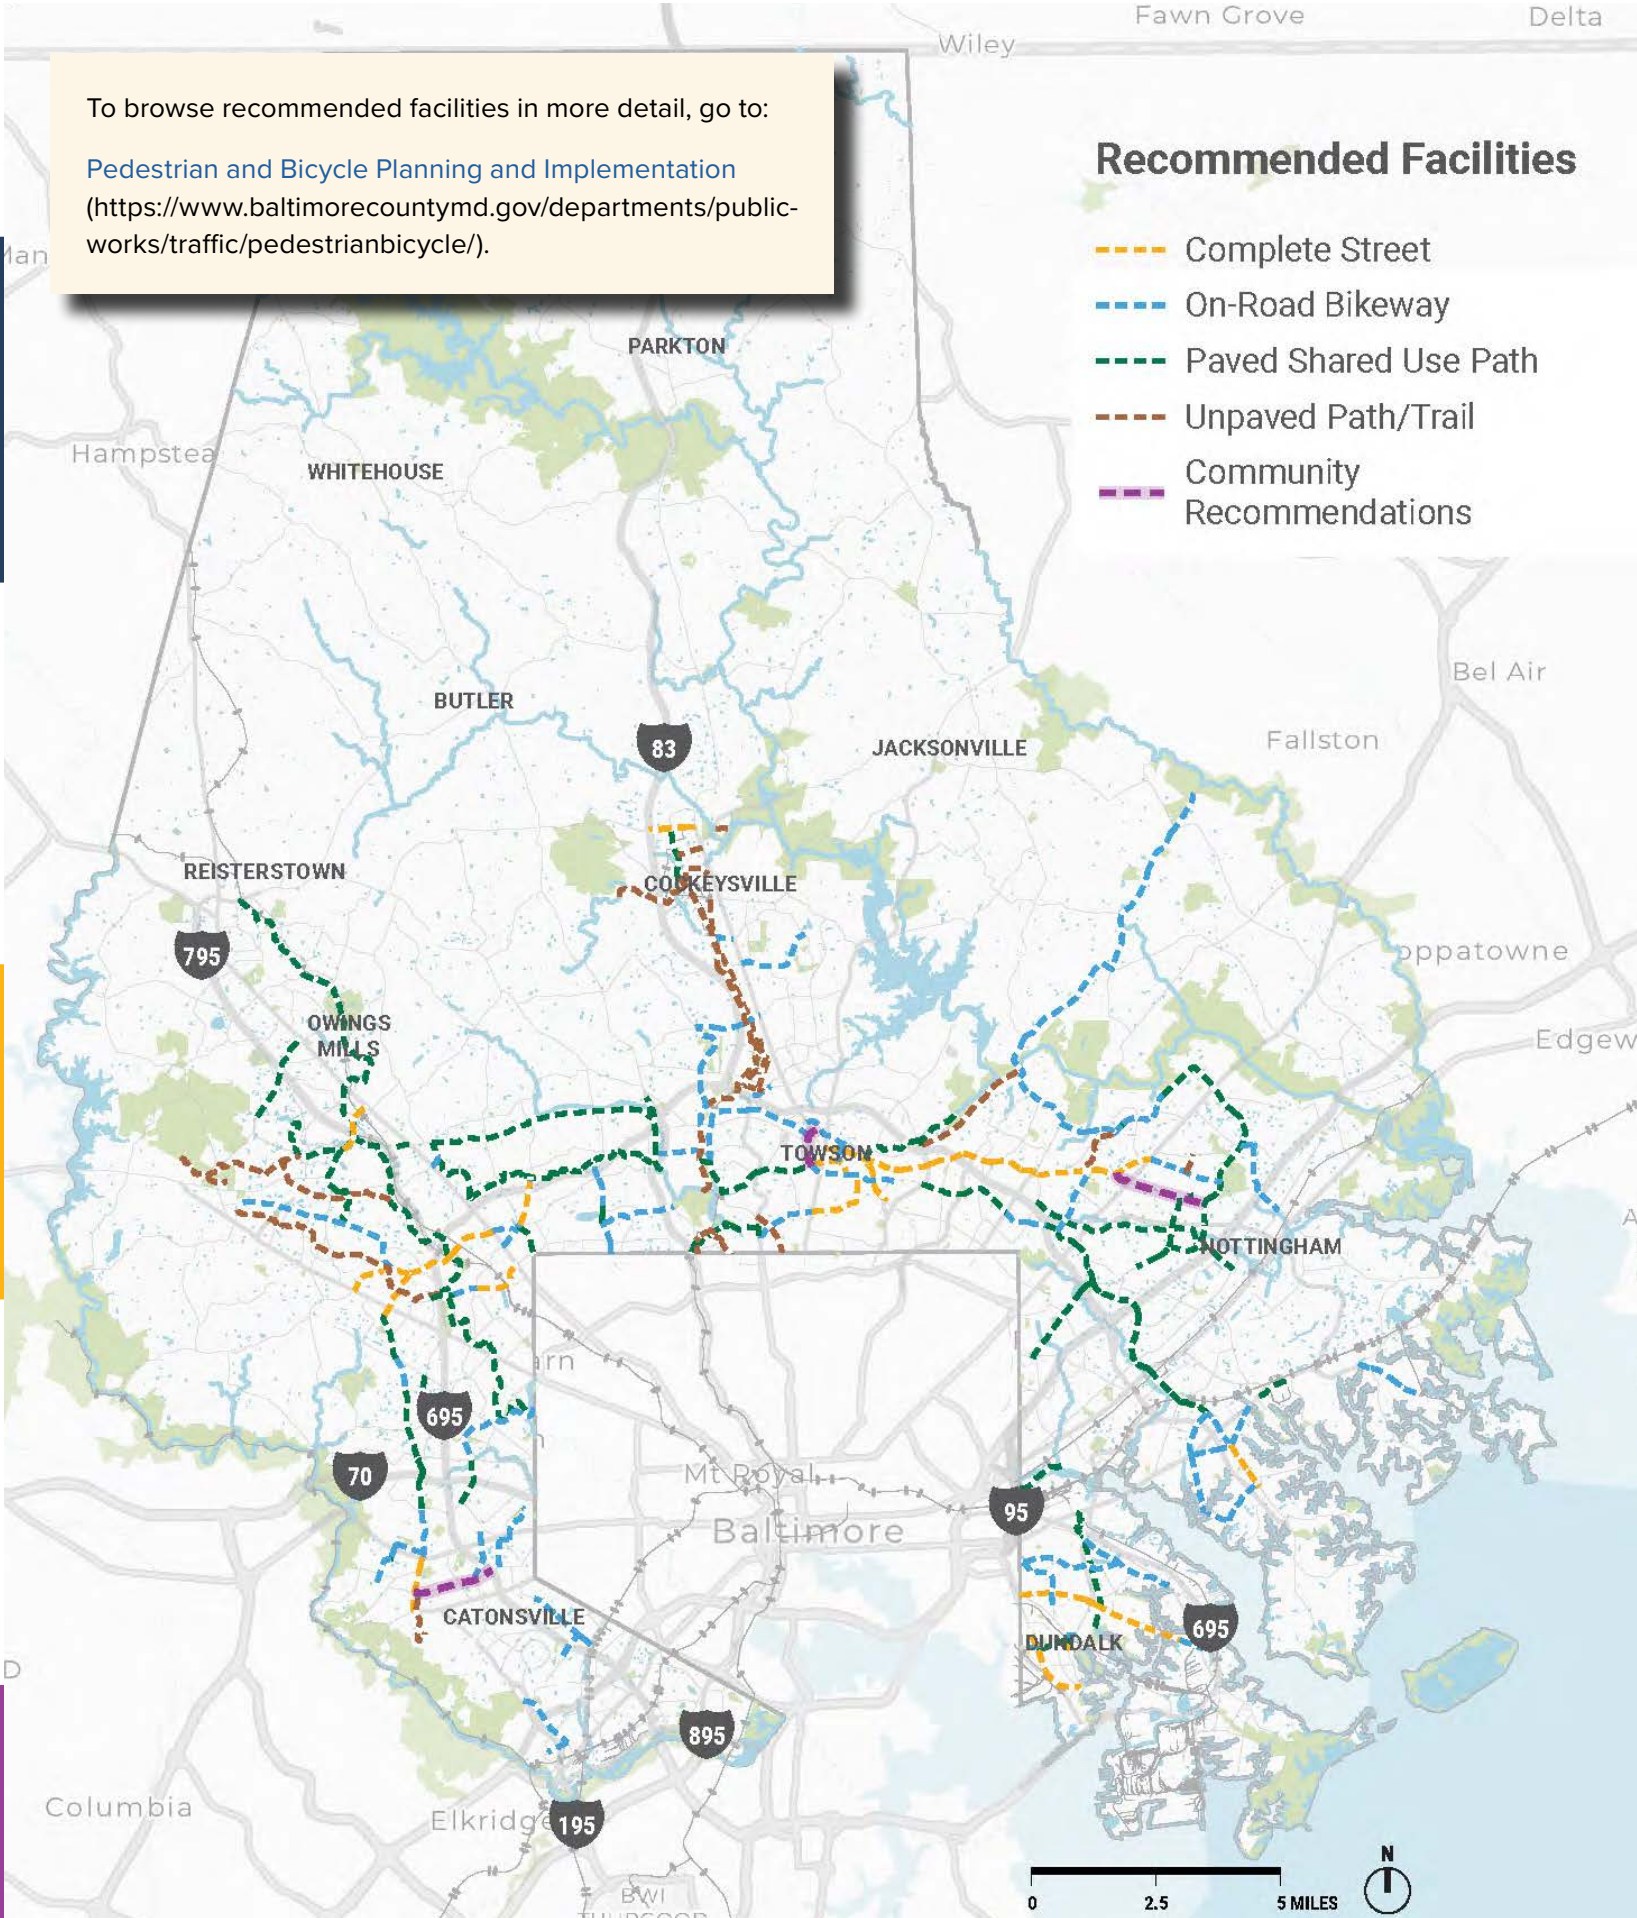 Fawn Grove
Delta
Wiley
To browse recommended facilities in more detail, go to:
Pedestrian and Bicycle Planning and Implementation
(https://www.baltimorecountymd.gov/departments/public-
works/traffic/pedestrianbicycle/).
Recommended Facilities
Complete Street
On-Road Bikeway
Paved Shared Use Path
Unpaved Path/Trail
Community
Recommendations
Man
PARKTON
Hampstea
WHITEHOUSE
Bel Air
BUTLER
83
JACKSONVILLE
Fallston
REISTERSTOWN
COCKEYSVILLE
795
oppatowne
OWINGS
MILLS
Edgew
TOWSON
A
NOTTINGHAM
arn
695
n
70
Mt Royal
95
Baltimore
CATONSVILLE
695
DUNDALK
D
895
Columbia
Elkridge
195
N
BWI
0
2.5
5 MILES